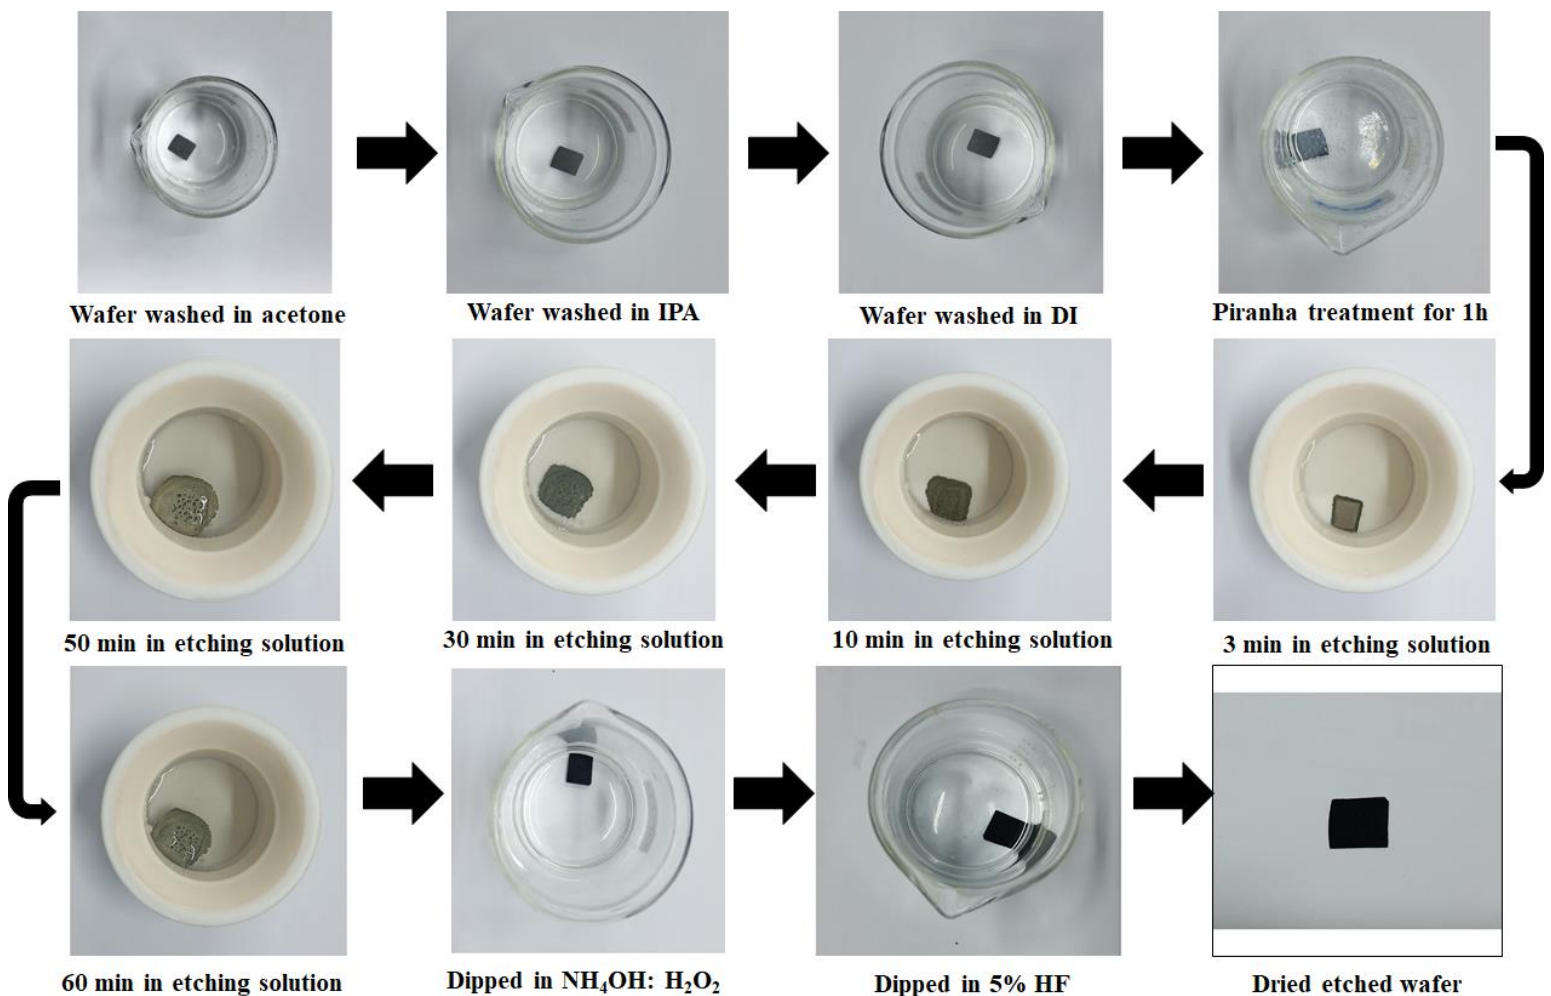 Wafer washed in acetone
Wafer washed in IPA
Wafer washed in DI
Piranha treatment for 1h
50 min in etching solution
30 min in etching solution
10 min in etching solution
3 min in etching solution
60 min in etching solution
Dipped in NH₄OH: H₂O₂
Dipped in 5% HF
Dried etched wafer